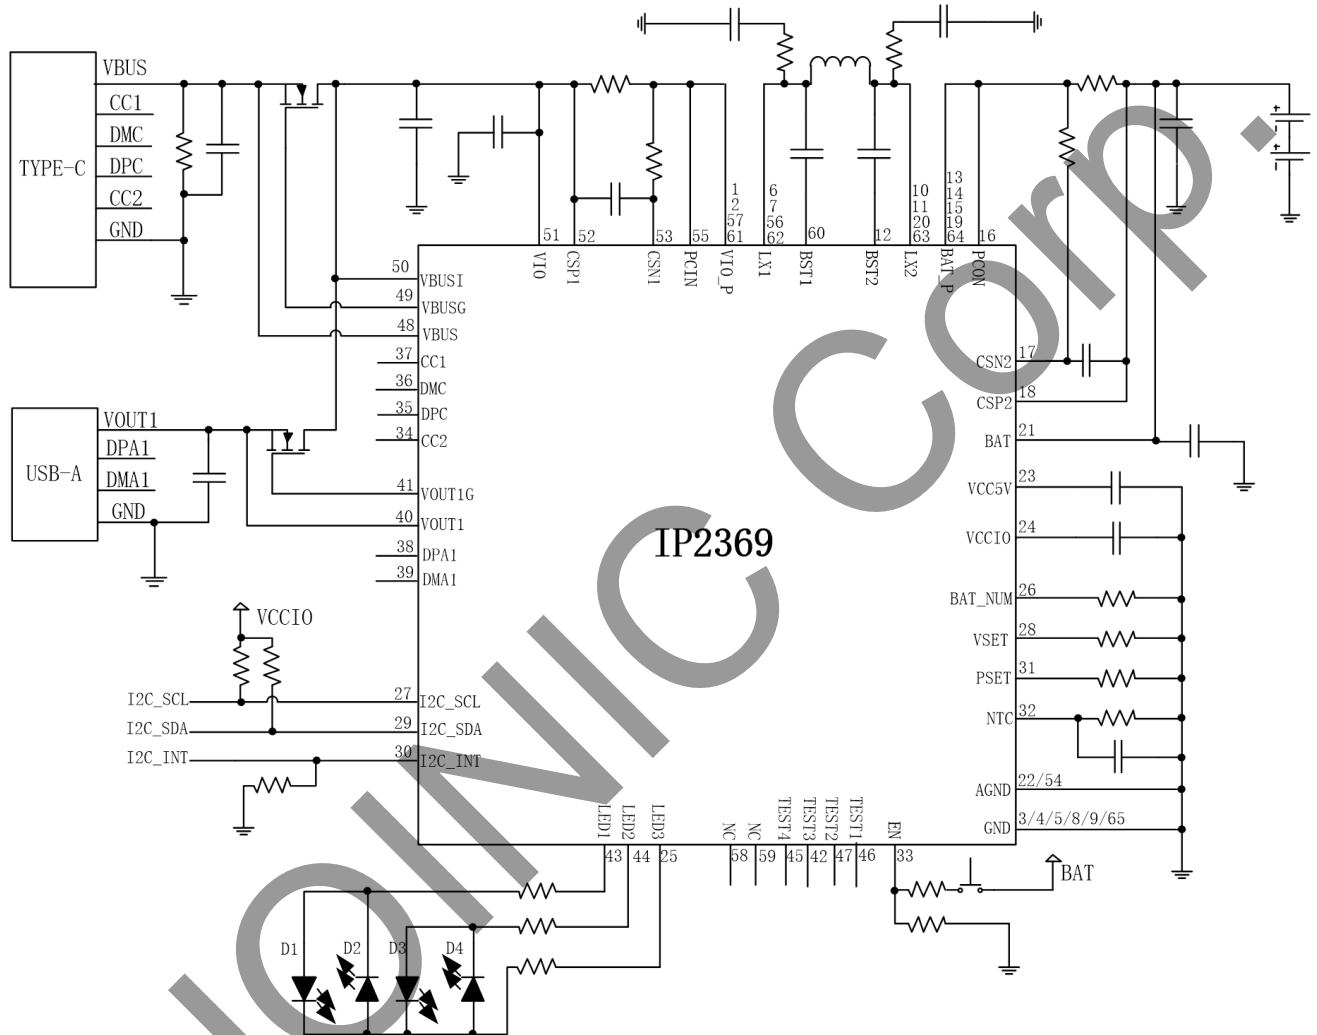 VBUS
CC1
DMC
DPC
CC2
GND
TYPE-C
1
2
57
61
6
7
56
62
60
12
10
11
20
63
13
14
15
19
64
16
51
52
53
55
VIO
CSP1
CSN1
PCIN
VIO_P
LX1
BST1
BST2
LX2
BAT_P
PCON
50
VBUSI
49
VBUSG
48
VBUS
37
CC1
36
DMC
35
DPC
34
CC2
41
VOUT1G
40
VOUT1
38
DPA1
39
DMA1
VOUT1
DPA1
DMA1
GND
USB-A
IP2369
CSN2 17
CSP2 18
BAT 21
VCC5V 23
VCCIO 24
BAT_NUM 26
VSET 28
PSET 31
NTC 32
AGND 22/54
GND 3/4/5/8/9/65
VCCIO
I2C_SCL 27 I2C_SCL
I2C_SDA 29 I2C_SDA
I2C_INT 30 I2C_INT
LED1
LED2
LED3
NC
NC
TEST4
TEST3
TEST2
TEST1
EN
43
44
25
58
59
45
42
47
46
33
BAT
D1
D2
D3
D4
+
-
+
-
ONIC Corp.